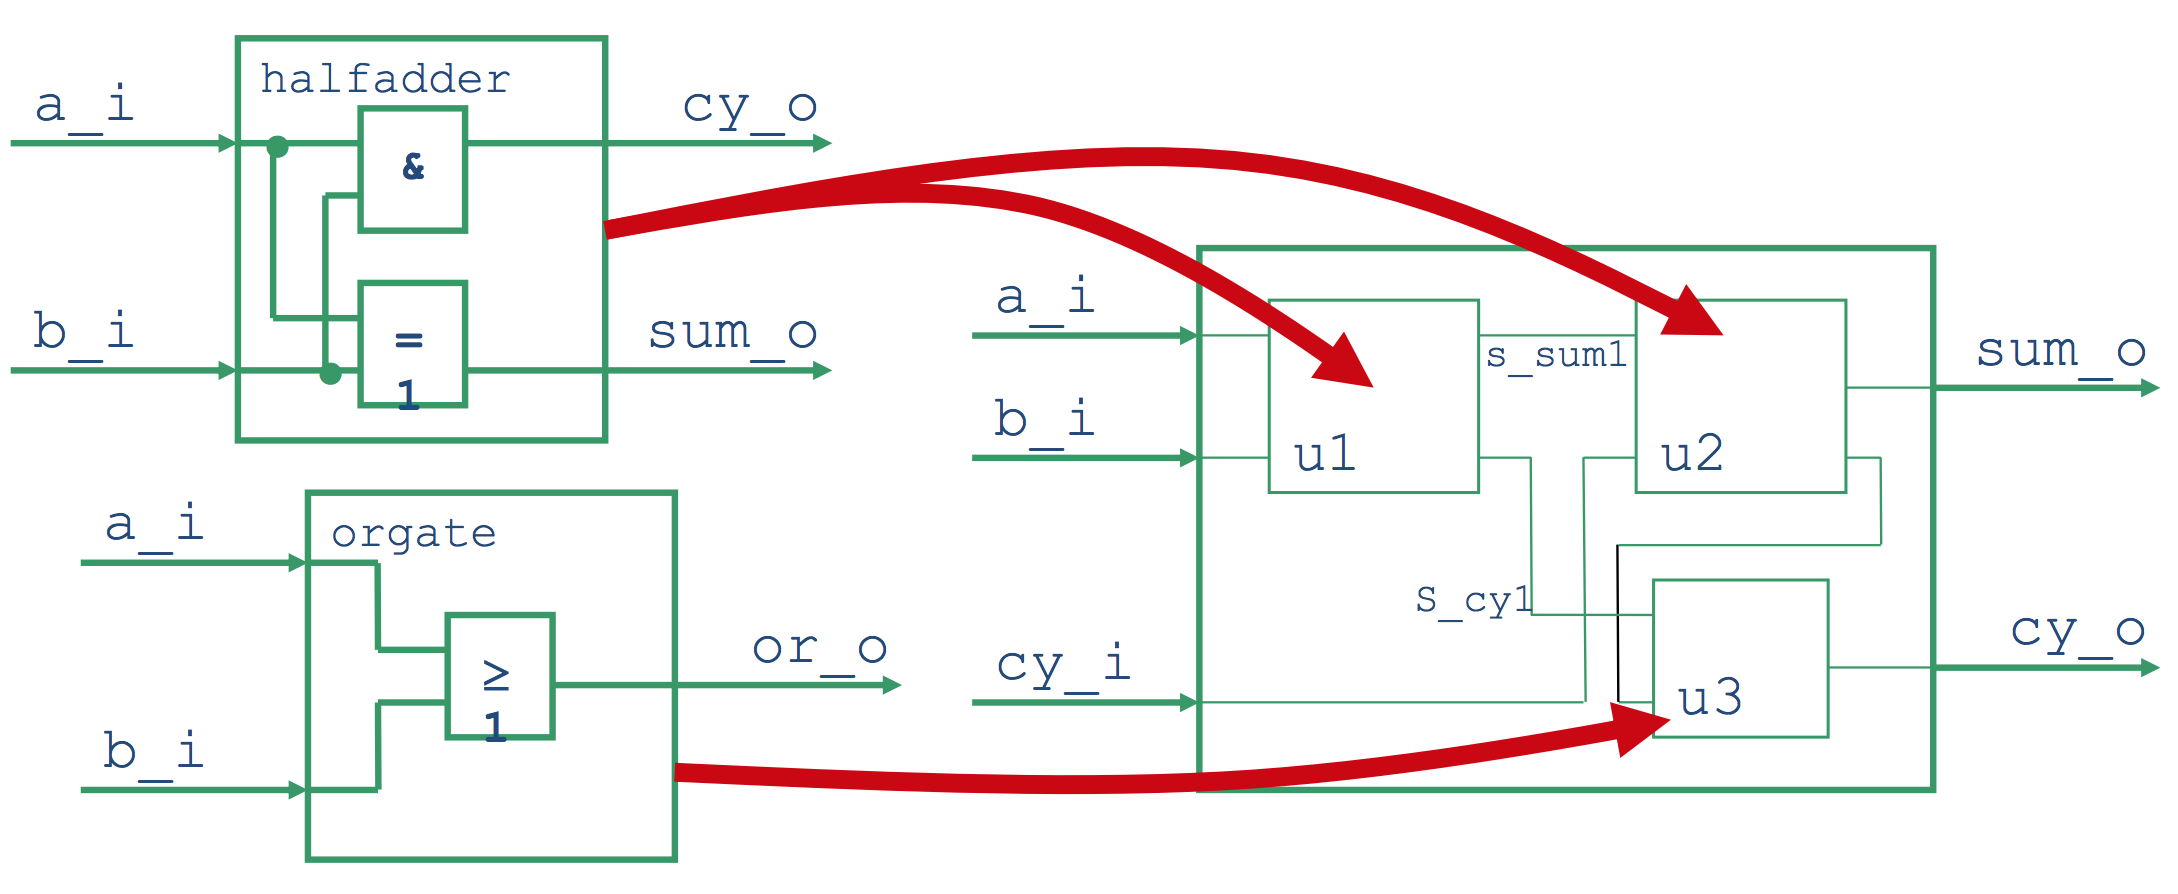 halfadder
a_i
cy_o
&
b_i
sum_o
=
1
a_i
orgate
or_o
≥
1
b_i
a_i
s_sum1
sum_o
b_i
u1
u2
S_cy1
cy_i
cy_o
u3